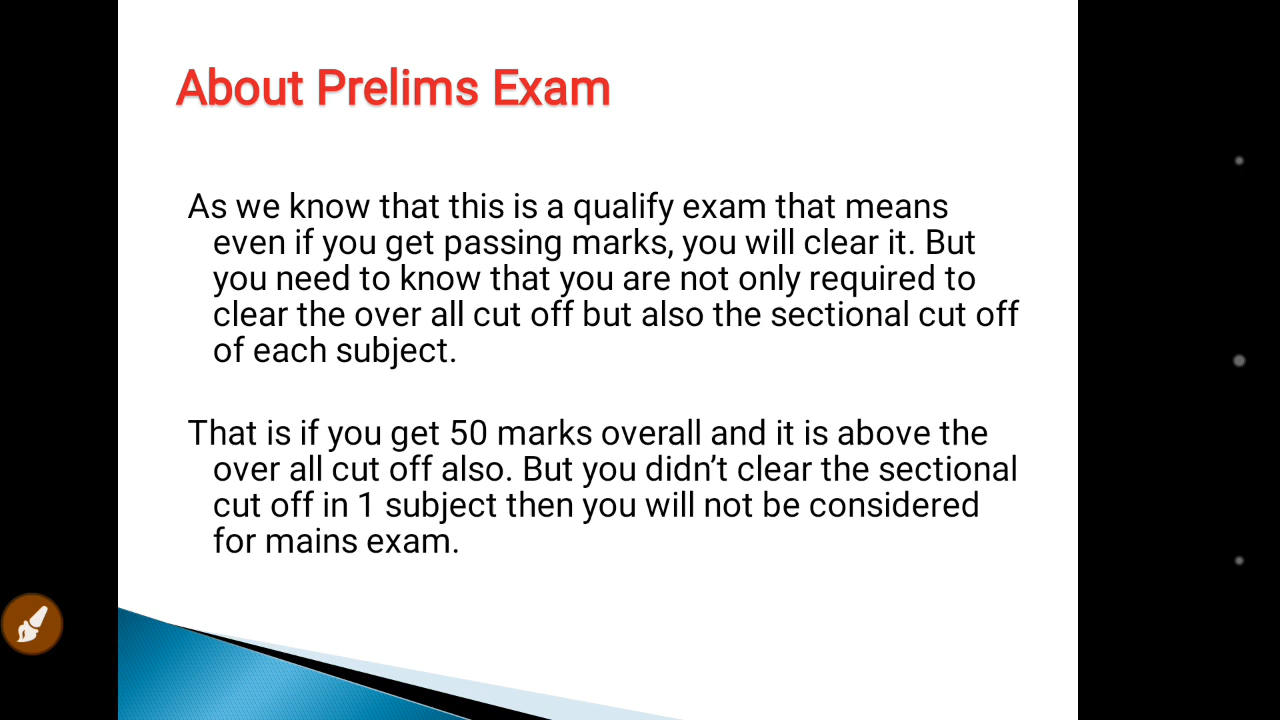 About Prelims Exam
As we know that this is a qualify exam that means
even if you get passing marks, you will clear it. But
you need to know that you are not only required to
clear the over all cut off but also the sectional cut off
of each subject.
That is if you get 50 marks overall and it is above the
over all cut off also. But you didn’t clear the sectional
cut off in 1 subject then you will not be considered
for mains exam.